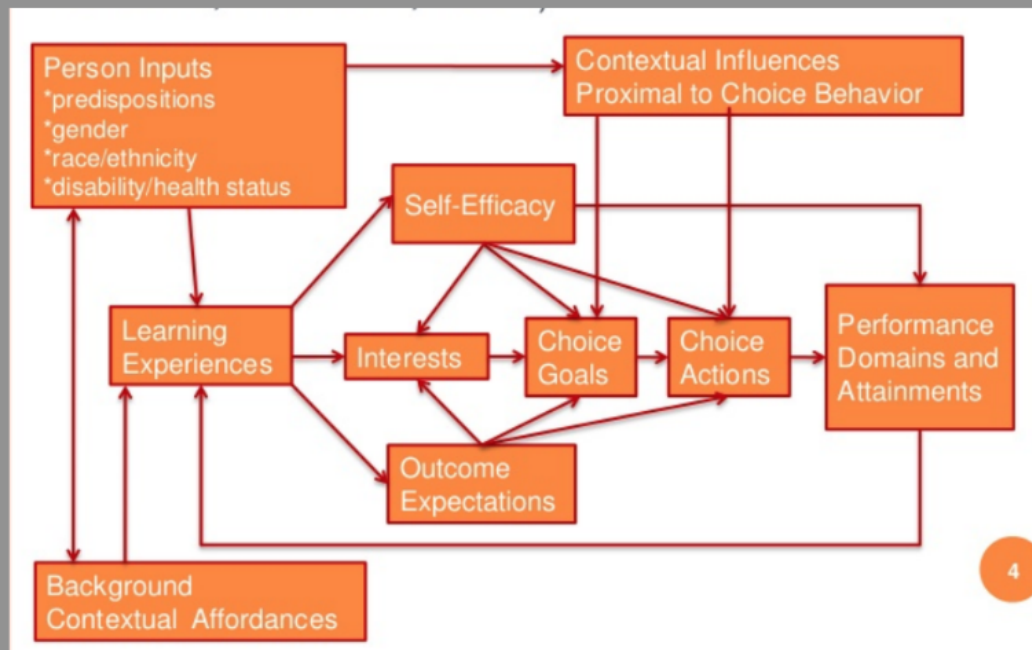 Person Inputs
*predispositions
*gender
*race/ethnicity
*disability/health status
Contextual Influences
Proximal to Choice Behavior
Self-Efficacy
Learning
Experiences
Interests
Choice
Goals
Choice
Actions
Performance
Domains and
Attainments
Outcome
Expectations
Background
Contextual Affordances
4